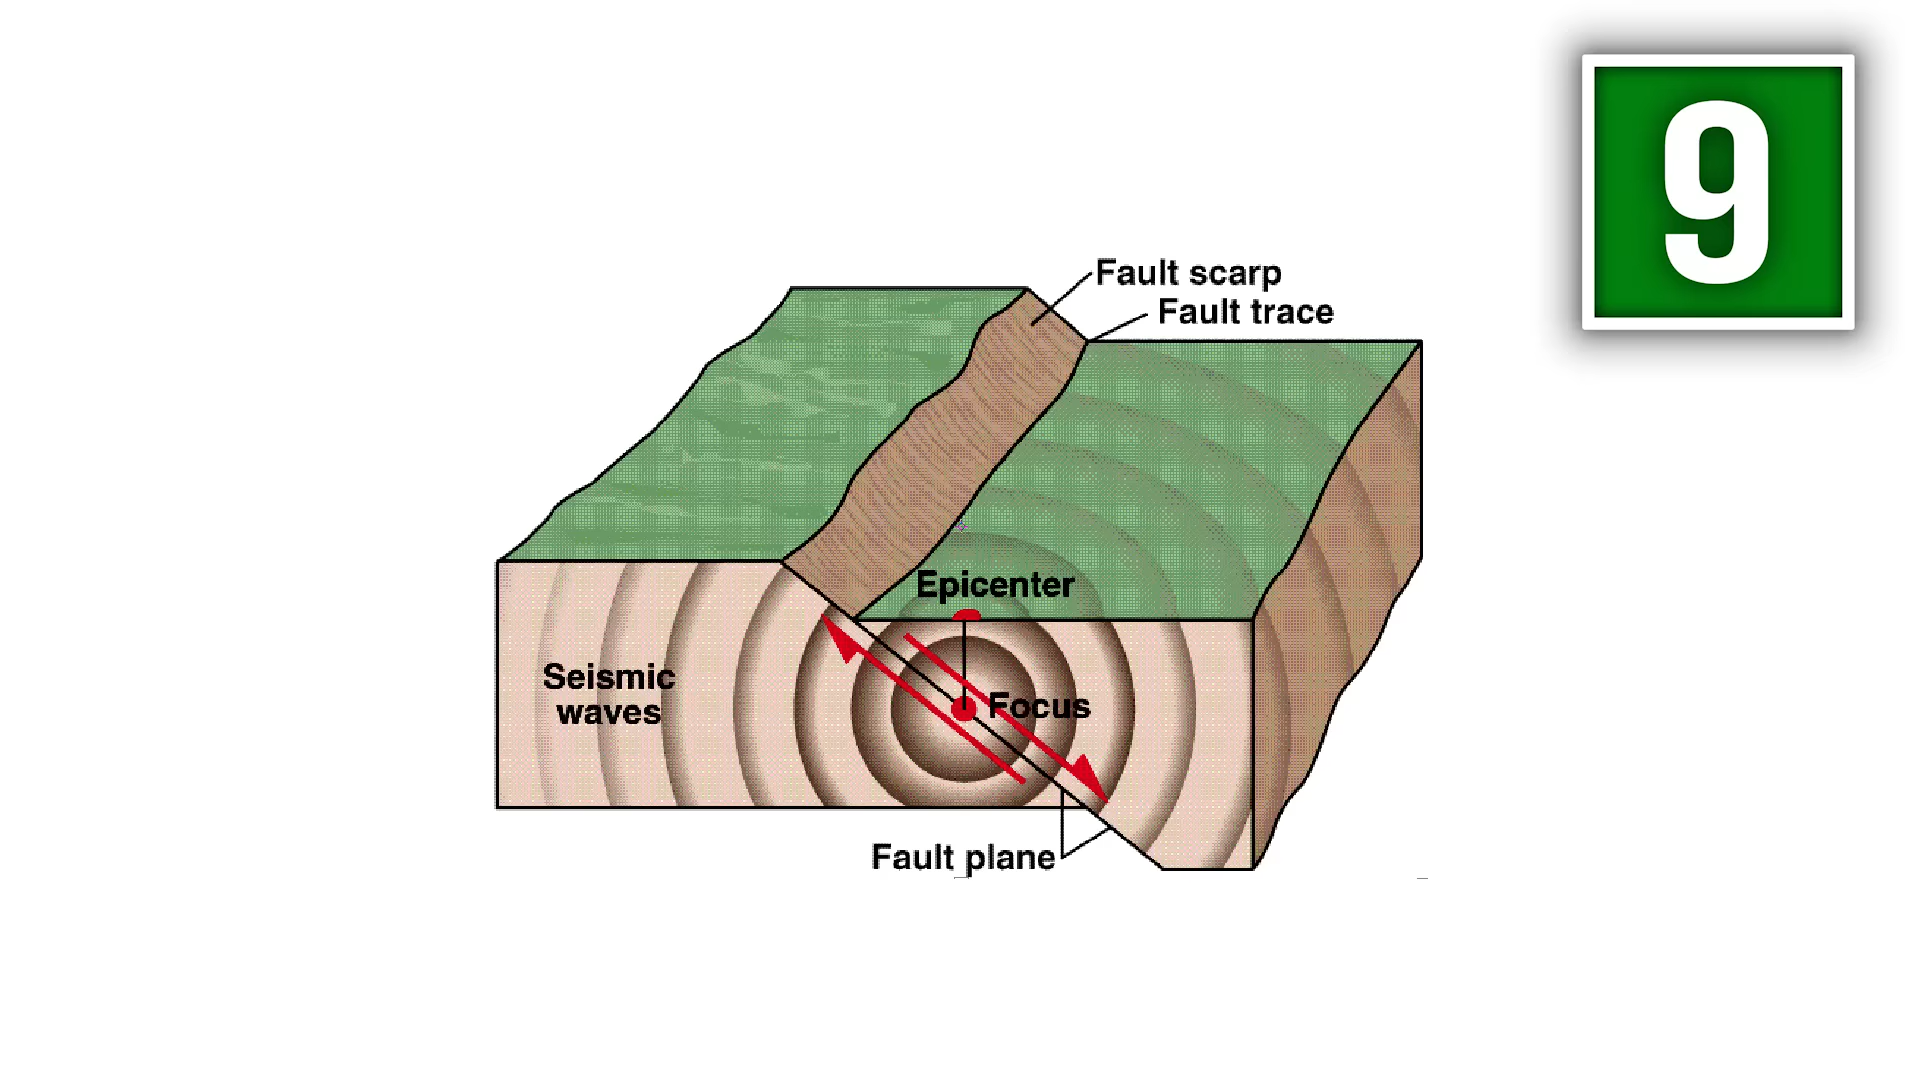 9
Fault scarp
Fault trace
Epicenter
Seismic
waves
Focus
Fault plane